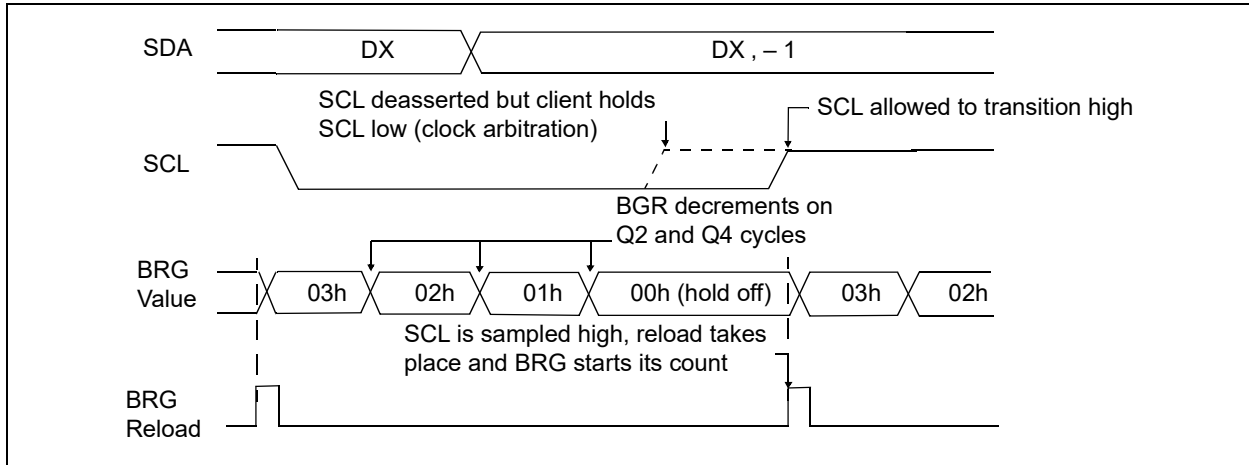 SDA
DX
DX , – 1
SCL deasserted but client holds
SCL low (clock arbitration)
SCL allowed to transition high
SCL
BGR decrements on
Q2 and Q4 cycles
BRG
Value
03h
02h
01h
00h (hold off)
03h
02h
SCL is sampled high, reload takes
place and BRG starts its count
BRG
Reload